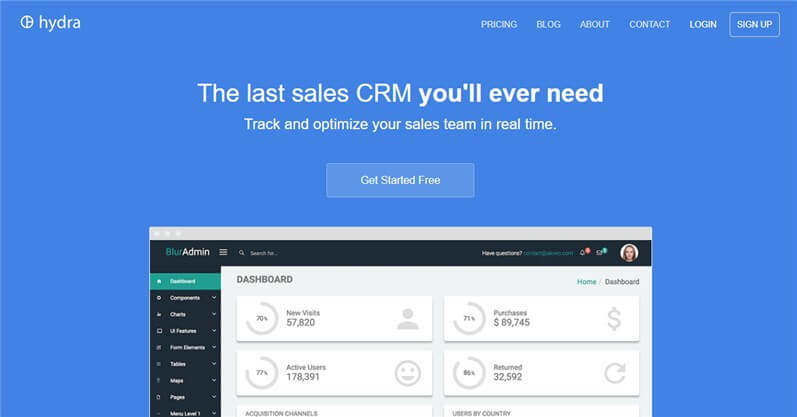 hydra
PRICING BLOG ABOUT CONTACT LOGIN SIGN UP
The last sales CRM you'll ever need
Track and optimize your sales team in real time.
Get Started Free
BlurAdmin Search for... Have questions? contact@akveo.com
Dashboard
Components
Charts
UI Features
Form Elements
Tables
Maps
Pages
Menu Level 1
DASHBOARD
Home / Dashboard
70% New Visits
57,820
71% Purchases
$ 89,745
77% Active Users
178,391
86% Returned
32,592
ACQUISITION CHANNELS
USERS BY COUNTRY